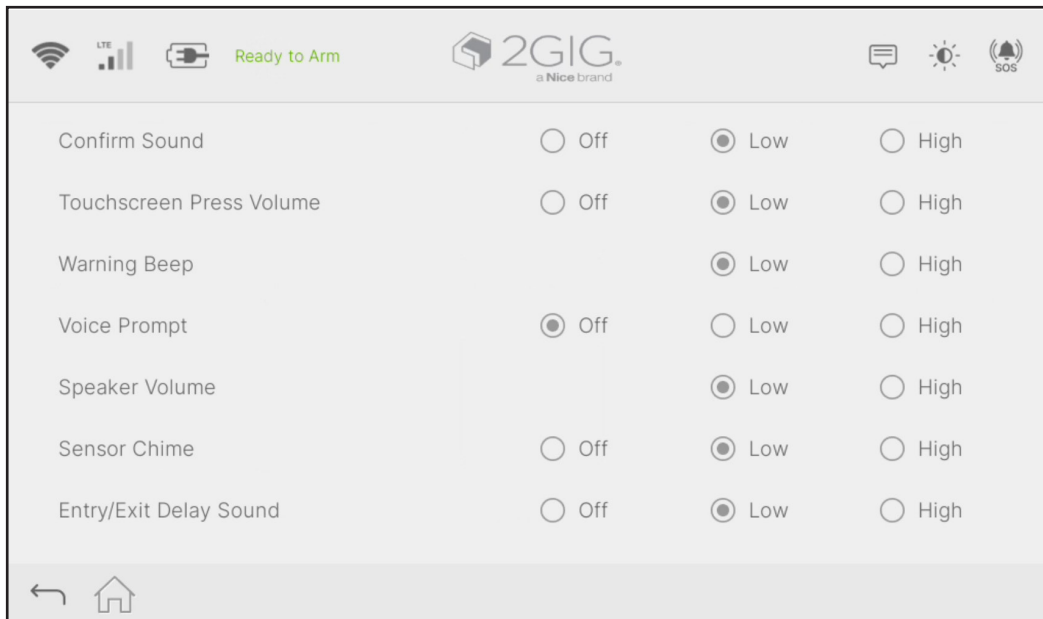 LTE
Ready to Arm
2GIG.
a Nice brand
SOS
Confirm Sound Off Low High
Touchscreen Press Volume Off Low High
Warning Beep Low High
Voice Prompt Off Low High
Speaker Volume Low High
Sensor Chime Off Low High
Entry/Exit Delay Sound Off Low High